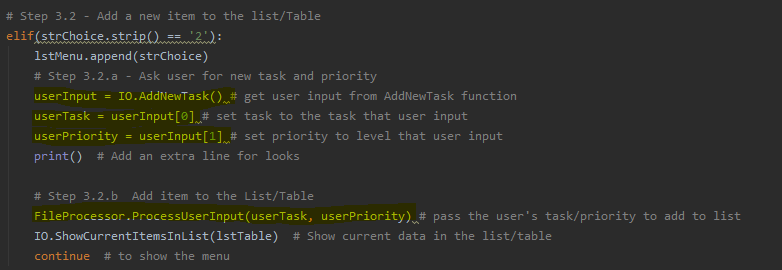 # Step 3.2 - Add a new item to the list/Table
elif(strChoice.strip() == '2'):
    lstMenu.append(strChoice)
    # Step 3.2.a - Ask user for new task and priority
    userInput = IO.AddNewTask() # get user input from AddNewTask function
    userTask = userInput[0] # set task to the task that user input
    userPriority = userInput[1] # set priority to level that user input
    print()  # Add an extra line for looks

    # Step 3.2.b  Add item to the List/Table
    FileProcessor.ProcessUserInput(userTask, userPriority) # pass the user's task/priority to add to list
    IO.ShowCurrentItemsInList(lstTable)  # Show current data in the list/table
    continue  # to show the menu